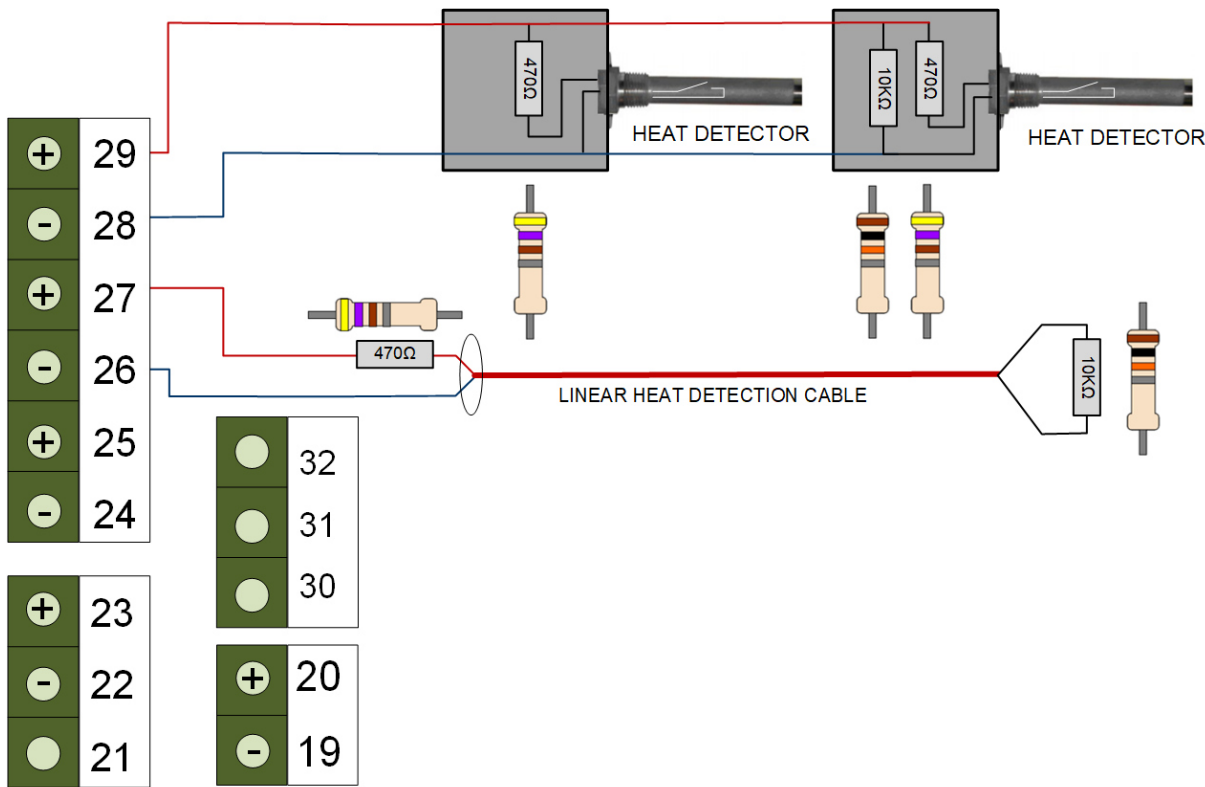 470Ω
10KΩ
470Ω
HEAT DETECTOR
HEAT DETECTOR
+ 29
- 28
+ 27
- 26
+ 25
- 24
470Ω
LINEAR HEAT DETECTION CABLE
10KΩ
32
31
30
+ 23
- 22
21
+ 20
- 19